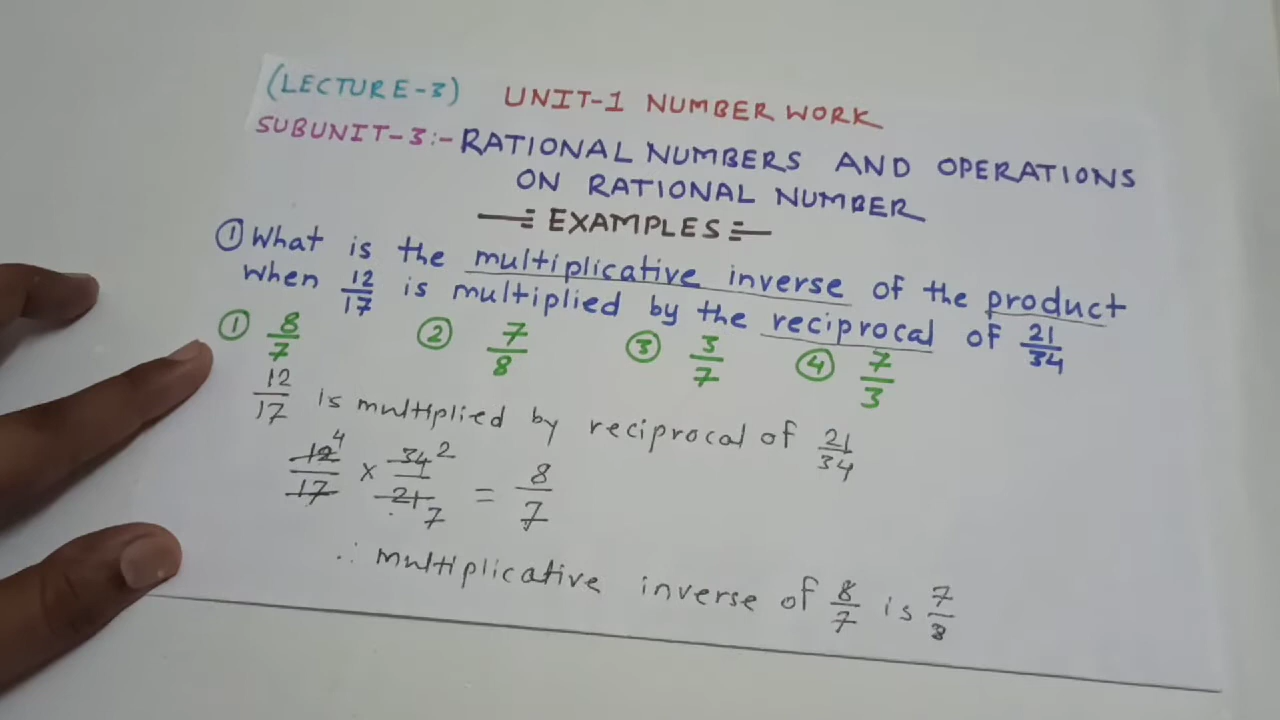 (LECTURE-3) UNIT-1 NUMBER WORK
SUBUNIT-3:- RATIONAL NUMBERS AND OPERATIONS
ON RATIONAL NUMBER
EXAMPLES
① What is the multiplicative inverse of the product
when 12/17 is multiplied by the reciprocal of 21/34
① 8/7 ② 7/8 ③ 3/7 ④ 7/3
12/17 is multiplied by reciprocal of 21/34
12 4/17 × 34 2/21 7 = 8/7
∴ multiplicative inverse of 8/7 is 7/8